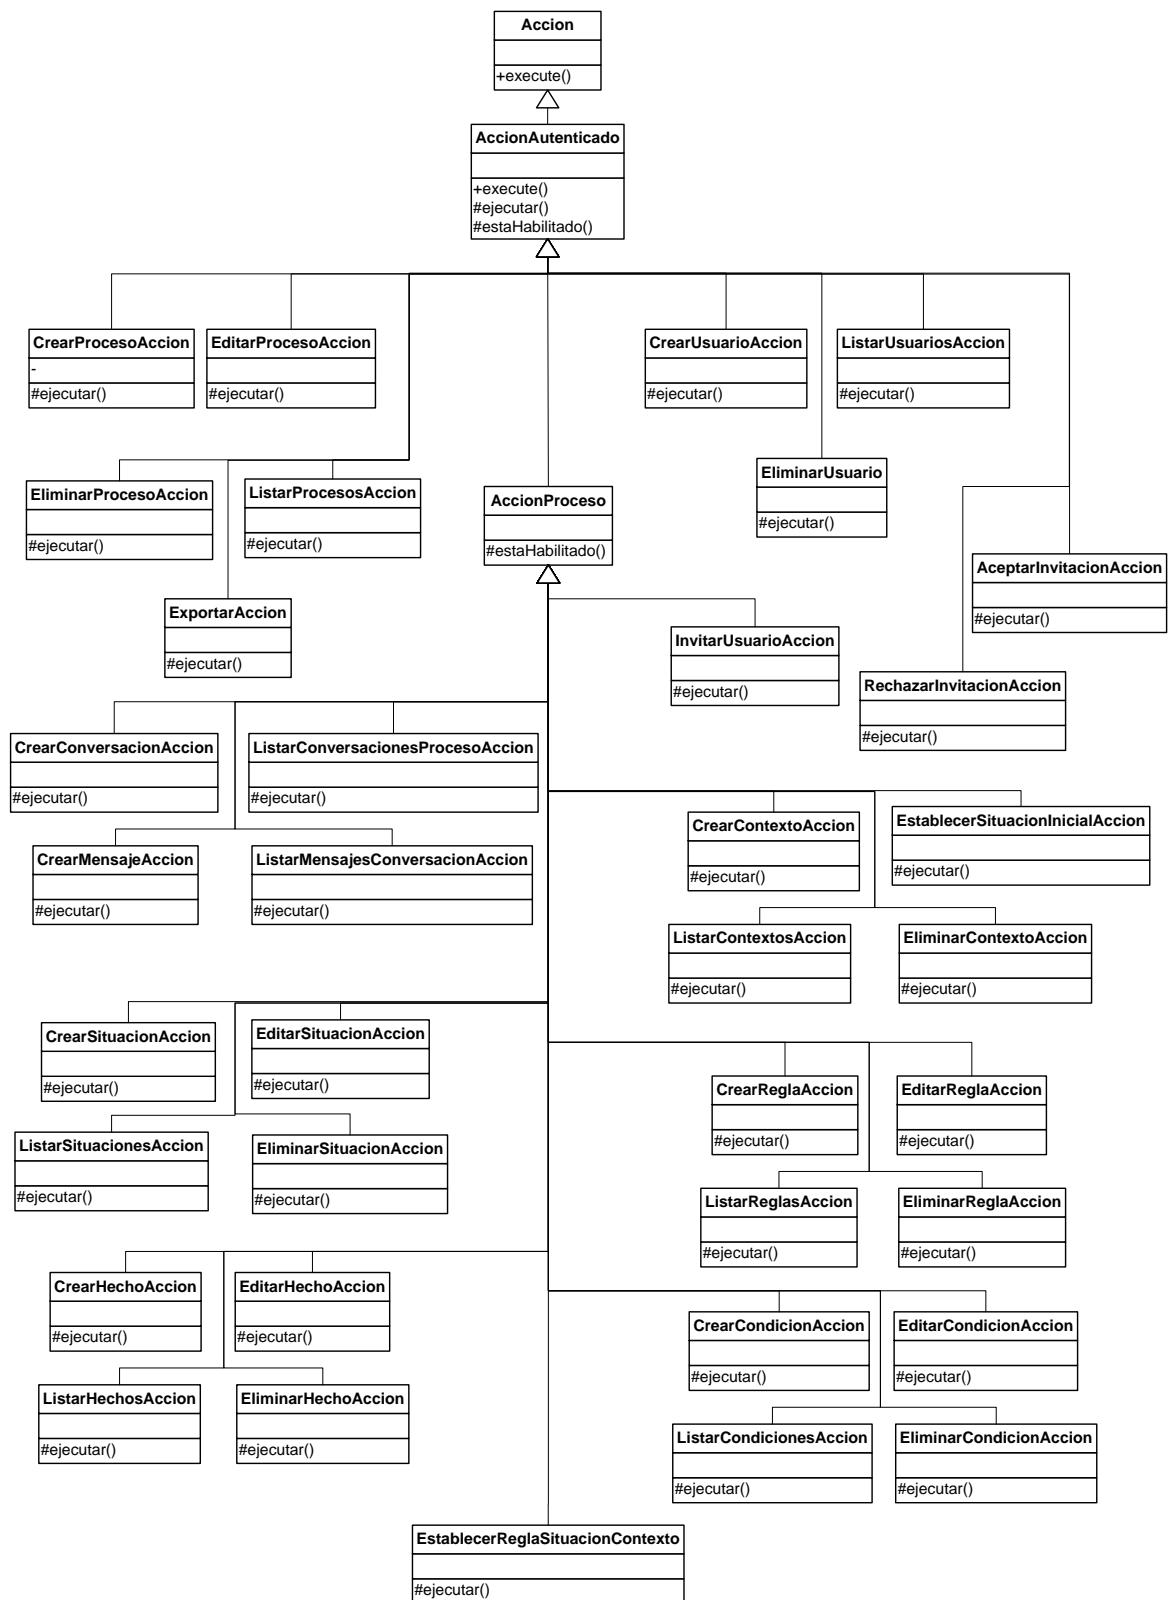 Accion
+execute()
AccionAutenticado
+execute()
#ejecutar()
#estaHabilitado()
CrearProcesoAccion
-
#ejecutar()
EditarProcesoAccion
#ejecutar()
CrearUsuarioAccion
#ejecutar()
ListarUsuariosAccion
#ejecutar()
EliminarProcesoAccion
#ejecutar()
ListarProcesosAccion
#ejecutar()
AccionProceso
#estaHabilitado()
EliminarUsuario
#ejecutar()
AceptarInvitacionAccion
#ejecutar()
ExportarAccion
#ejecutar()
InvitarUsuarioAccion
#ejecutar()
RechazarInvitacionAccion
#ejecutar()
CrearConversacionAccion
#ejecutar()
ListarConversacionesProcesoAccion
#ejecutar()
CrearMensajeAccion
#ejecutar()
ListarMensajesConversacionAccion
#ejecutar()
CrearContextoAccion
#ejecutar()
EstablecerSituacionInicialAccion
#ejecutar()
ListarContextosAccion
#ejecutar()
EliminarContextoAccion
#ejecutar()
CrearSituacionAccion
#ejecutar()
EditarSituacionAccion
#ejecutar()
ListarSituacionesAccion
#ejecutar()
EliminarSituacionAccion
#ejecutar()
CrearReglaAccion
#ejecutar()
EditarReglaAccion
#ejecutar()
ListarReglasAccion
#ejecutar()
EliminarReglaAccion
#ejecutar()
CrearHechoAccion
#ejecutar()
EditarHechoAccion
#ejecutar()
ListarHechosAccion
#ejecutar()
EliminarHechoAccion
#ejecutar()
CrearCondicionAccion
#ejecutar()
EditarCondicionAccion
#ejecutar()
ListarCondicionesAccion
#ejecutar()
EliminarCondicionAccion
#ejecutar()
EstablecerReglaSituacionContexto
#ejecutar()